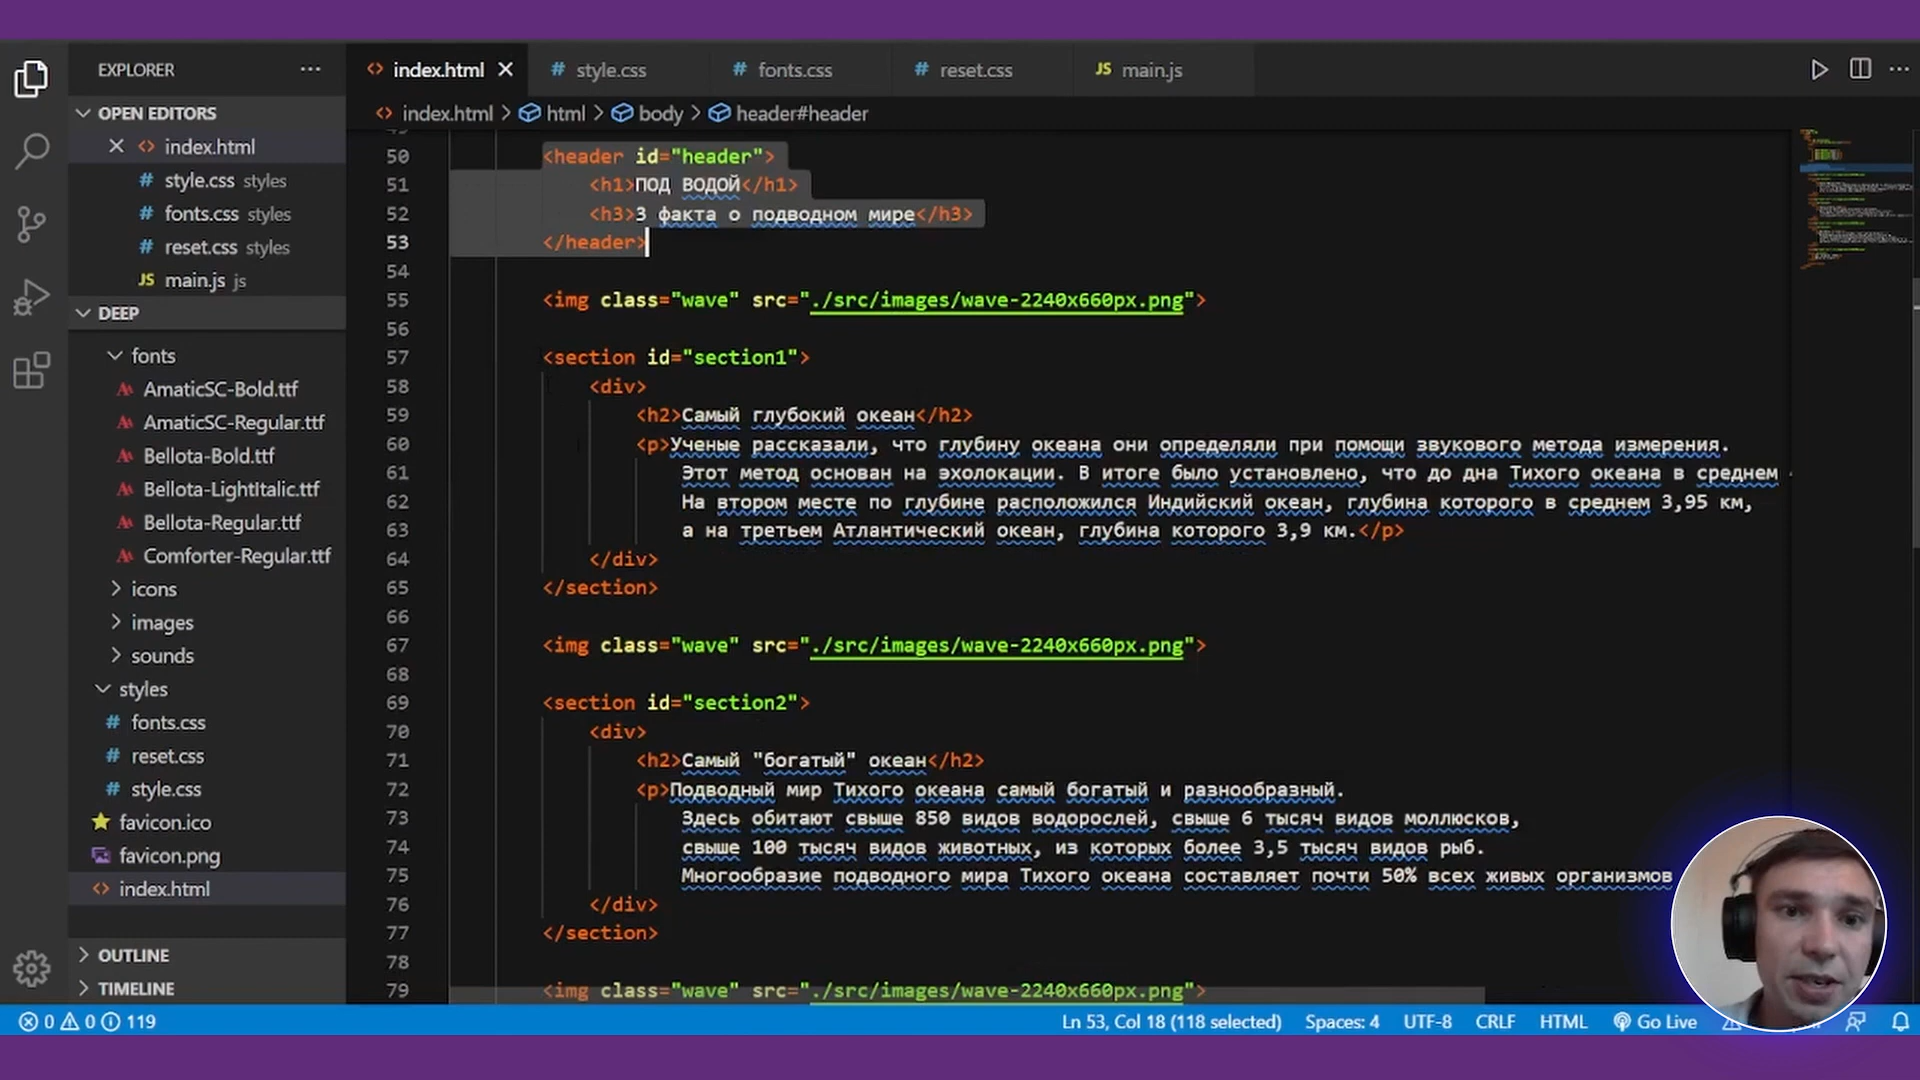 EXPLORER
index.html
style.css
fonts.css
reset.css
JS main.js
OPEN EDITORS
index.html > html > body > header#header
index.html
style.css styles
fonts.css styles
reset.css styles
JS main.js js
DEEP
fonts
AmaticSC-Bold.ttf
AmaticSC-Regular.ttf
Bellota-Bold.ttf
Bellota-LightItalic.ttf
Bellota-Regular.ttf
Comforter-Regular.ttf
icons
images
sounds
styles
fonts.css
reset.css
style.css
favicon.ico
favicon.png
index.html
OUTLINE
TIMELINE
50 <header id="header">
51 <h1>ПОД ВОДОЙ</h1>
52 <h3>3 факта о подводном мире</h3>
53 </header>
54
55 <img class="wave" src="./src/images/wave-2240x660px.png">
56
57 <section id="section1">
58 <div>
59 <h2>Самый глубокий океан</h2>
60 <p>Ученые рассказали, что глубину океана они определяли при помощи звукового метода измерения.
61 Этот метод основан на эхолокации. В итоге было установлено, что до дна Тихого океана в среднем
62 На втором месте по глубине расположился Индийский океан, глубина которого в среднем 3,95 км,
63 а на третьем Атлантический океан, глубина которого 3,9 км.</p>
64 </div>
65 </section>
66
67 <img class="wave" src="./src/images/wave-2240x660px.png">
68
69 <section id="section2">
70 <div>
71 <h2>Самый "богатый" океан</h2>
72 <p>Подводный мир Тихого океана самый богатый и разнообразный.
73 Здесь обитают свыше 850 видов водорослей, свыше 6 тысяч видов моллюсков,
74 свыше 100 тысяч видов животных, из которых более 3,5 тысяч видов рыб.
75 Многообразие подводного мира Тихого океана составляет почти 50% всех живых организмов
76 </div>
77 </section>
78
79 <img class="wave" src="./src/images/wave-2240x660px.png">
0 0 119
Ln 53, Col 18 (118 selected) Spaces: 4 UTF-8 CRLF HTML Go Live